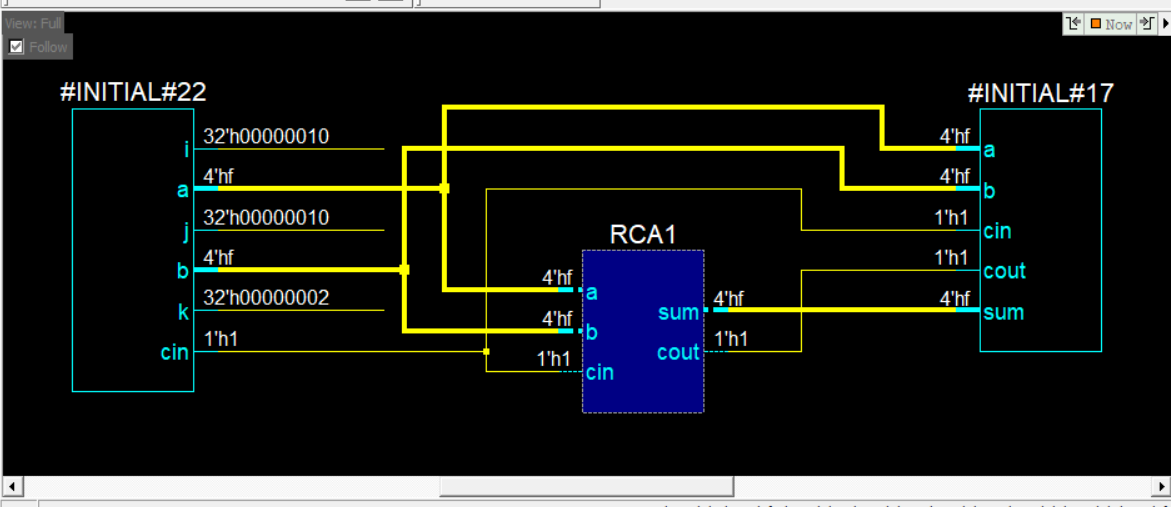 View: Full
Follow
Now
#INITIAL#22
i 32'h00000010
a 4'hf
j 32'h00000010
b 4'hf
k 32'h00000002
cin 1'h1
RCA1
4'hf a
4'hf b
1'h1 cin
sum 4'hf
cout 1'h1
#INITIAL#17
4'hf a
4'hf b
1'h1 cin
1'h1 cout
4'hf sum